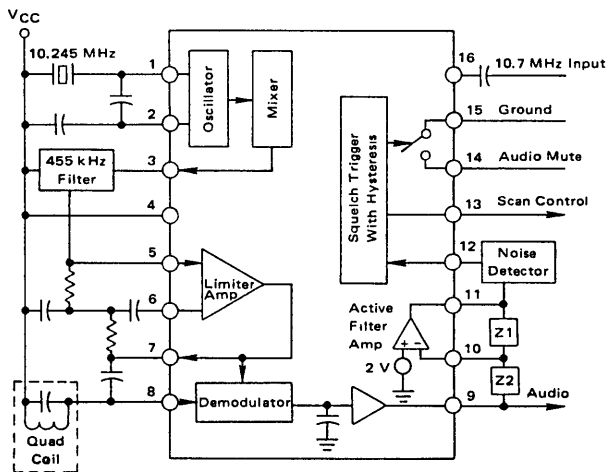 VCC
10.245 MHz
1
2
3
455 kHz
Filter
4
5
6
7
8
Quad
Coil
Oscillator
Mixer
Limiter
Amp
Demodulator
Squelch Trigger
With Hysteresis
Active
Filter
Amp
+ -
2 V
16
10.7 MHz Input
15
Ground
14
Audio Mute
13
Scan Control
12
Noise
Detector
11
Z1
10
Z2
9
Audio